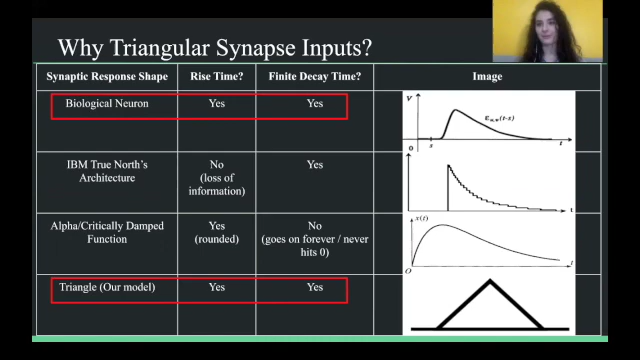 Why Triangular Synapse Inputs?
Synaptic Response Shape Rise Time? Finite Decay Time? Image
Biological Neuron Yes Yes
V
s
0
t
IBM True North's
Architecture
No
(loss of
information)
Yes
t
Alpha/Critically Damped
Function
Yes
(rounded)
No
(goes on forever / never
hits 0)
x(t)
O
t
Triangle (Our model) Yes Yes